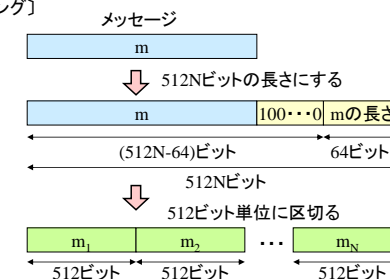 ング〕
メッセージ
m
512Nビットの長さにする
m 100･･･0 mの長さ
(512N-64)ビット 64ビット
512Nビット
512ビット単位に区切る
m1 m2 ･･･ mN
512ビット 512ビット 512ビット